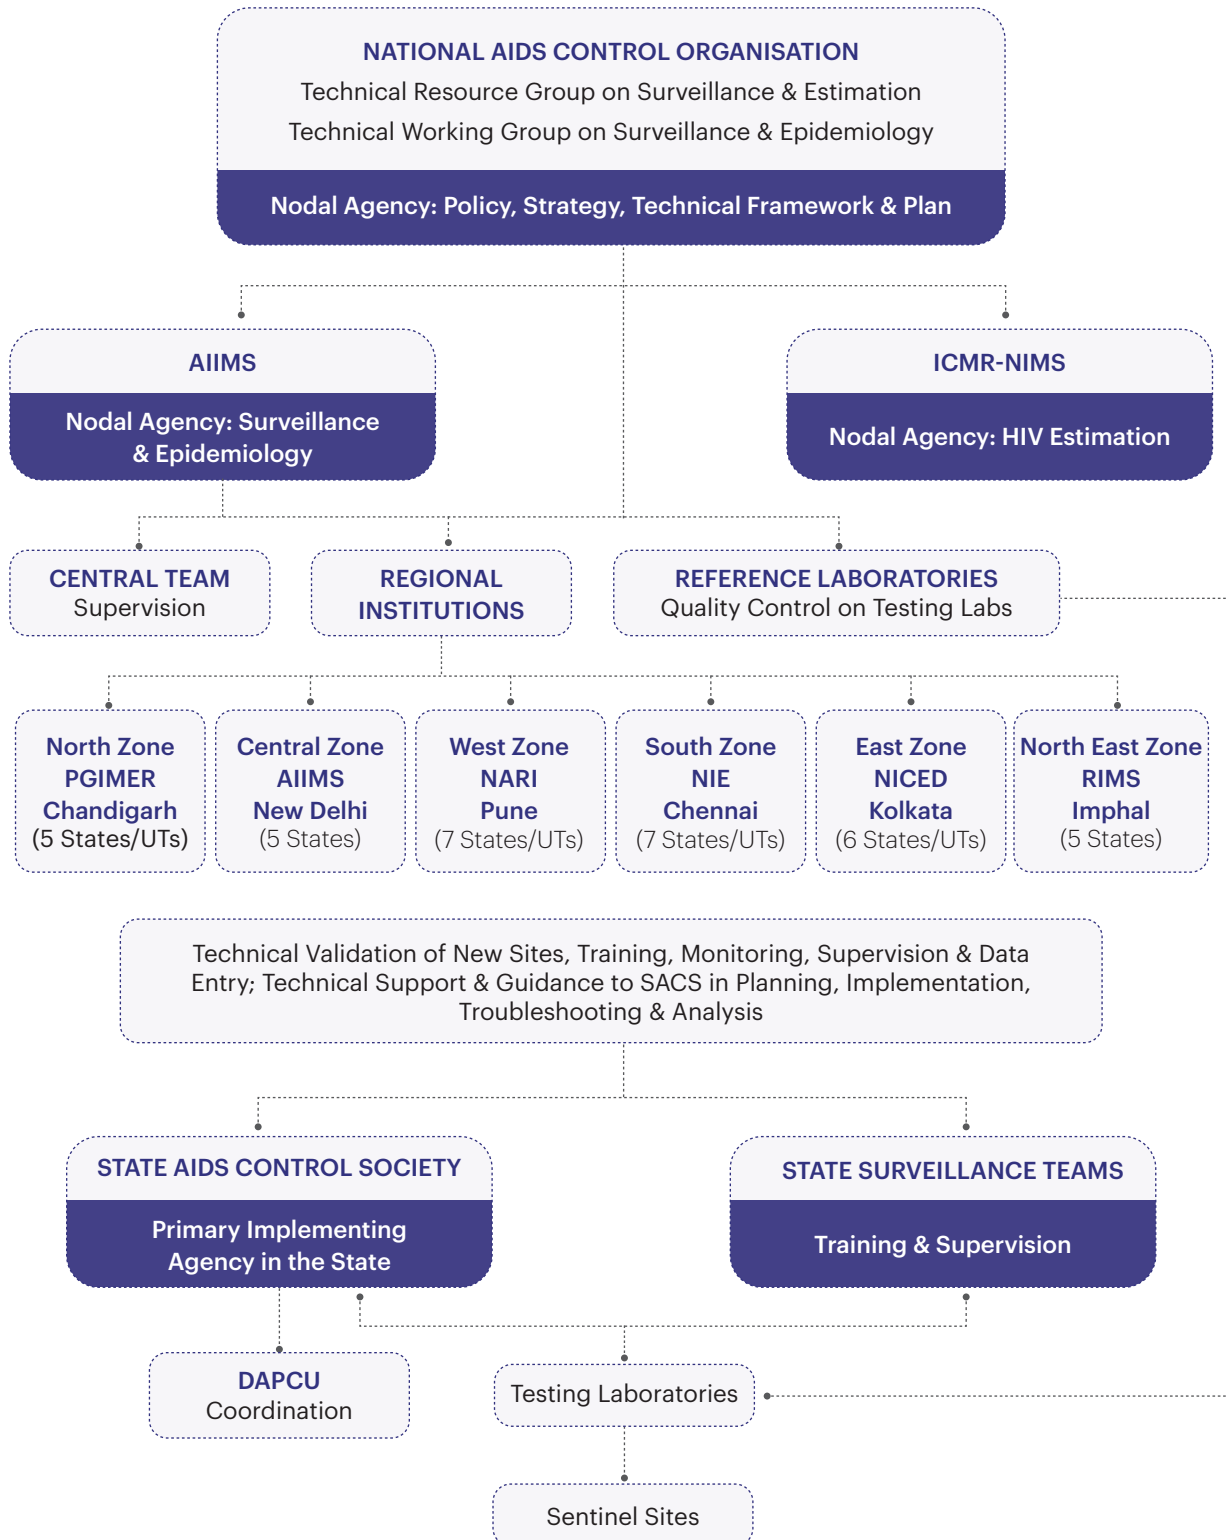 NATIONAL AIDS CONTROL ORGANISATION
Technical Resource Group on Surveillance & Estimation
Technical Working Group on Surveillance & Epidemiology
Nodal Agency: Policy, Strategy, Technical Framework & Plan
AIIMS
Nodal Agency: Surveillance
& Epidemiology
ICMR-NIMS
Nodal Agency: HIV Estimation
CENTRAL TEAM
Supervision
REGIONAL
INSTITUTIONS
REFERENCE LABORATORIES
Quality Control on Testing Labs
North Zone
PGIMER
Chandigarh
(5 States/UTs)
Central Zone
AIIMS
New Delhi
(5 States)
West Zone
NARI
Pune
(7 States/UTs)
South Zone
NIE
Chennai
(7 States/UTs)
East Zone
NICED
Kolkata
(6 States/UTs)
North East Zone
RIMS
Imphal
(5 States)
Technical Validation of New Sites, Training, Monitoring, Supervision & Data
Entry; Technical Support & Guidance to SACS in Planning, Implementation,
Troubleshooting & Analysis
STATE AIDS CONTROL SOCIETY
Primary Implementing
Agency in the State
STATE SURVEILLANCE TEAMS
Training & Supervision
DAPCU
Coordination
Testing Laboratories
Sentinel Sites